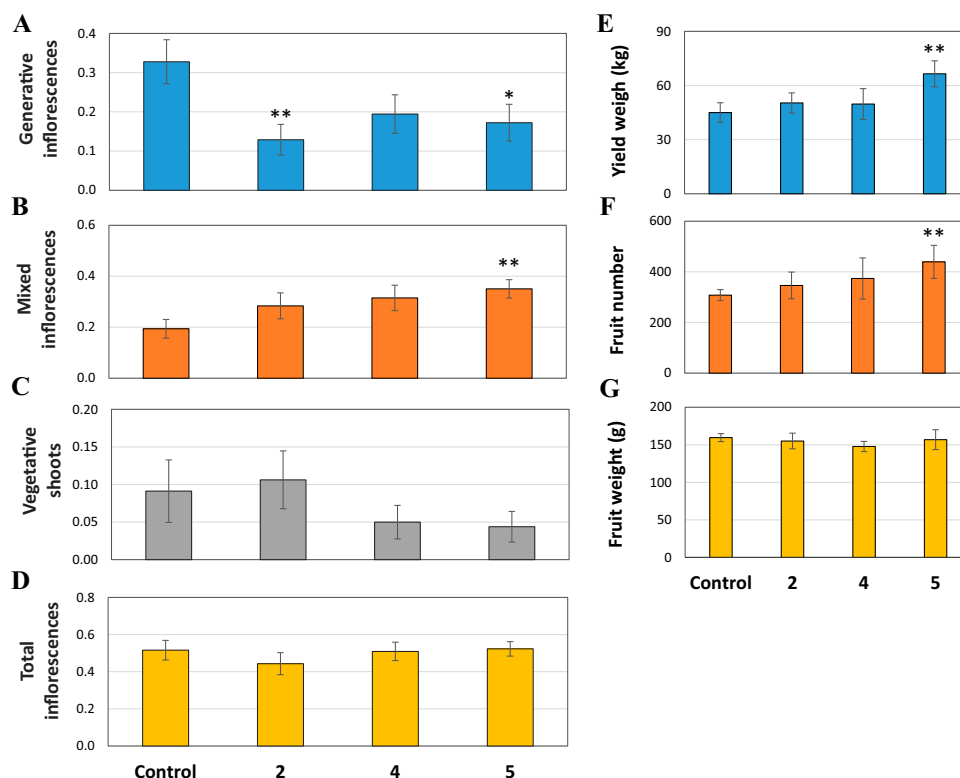 A
Generative
inflorescences
0.4
0.3
0.2
0.1
0.0
**
*
B
Mixed
inflorescences
0.6
0.4
0.2
0.0
**
C
Vegetative
shoots
0.20
0.15
0.10
0.05
0.00
D
Total
inflorescences
0.8
0.6
0.4
0.2
0.0
Control 2 4 5
E
Yield weigh (kg)
90
60
30
0
**
F
Fruit number
600
400
200
0
**
G
Fruit weight (g)
200
150
100
50
0
Control 2 4 5